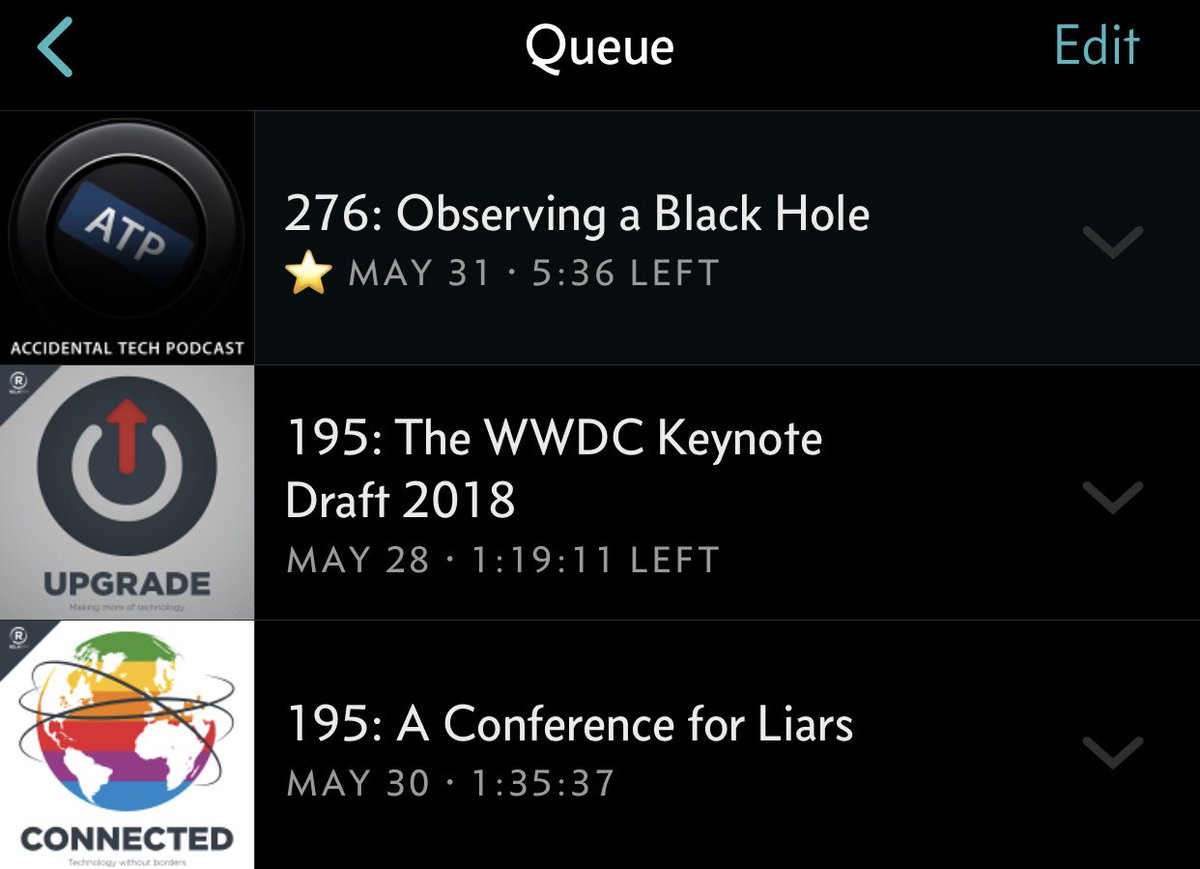 Queue
Edit
ATP
ACCIDENTAL TECH PODCAST
276: Observing a Black Hole
⭐ MAY 31 · 5:36 LEFT
R
UPGRADE
Making more of technology
195: The WWDC Keynote
Draft 2018
MAY 28 · 1:19:11 LEFT
R
CONNECTED
Technology without borders
195: A Conference for Liars
MAY 30 · 1:35:37